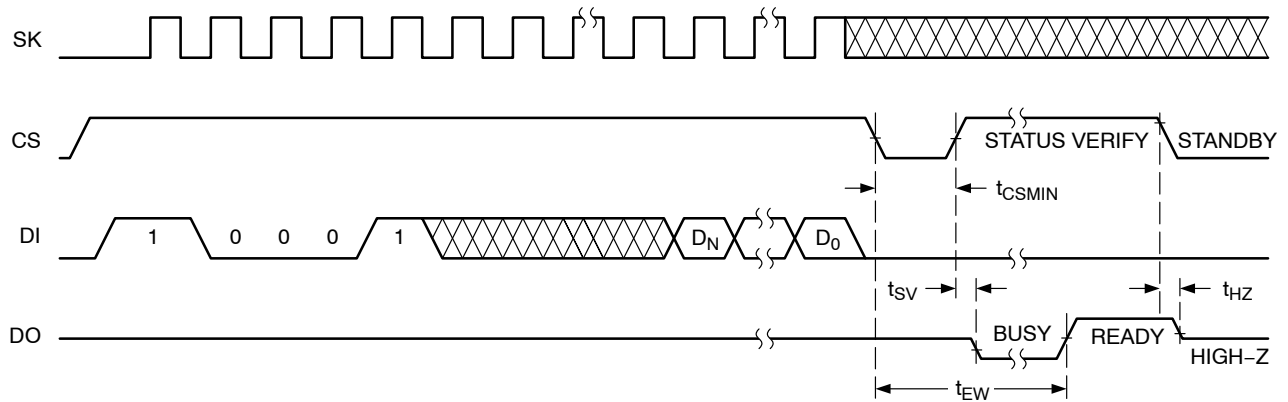 SK
CS
STATUS VERIFY
STANDBY
tCSMIN
DI
1 0 0 0 1 DN D0
tSV
tHZ
DO
BUSY
READY
HIGH–Z
tEW